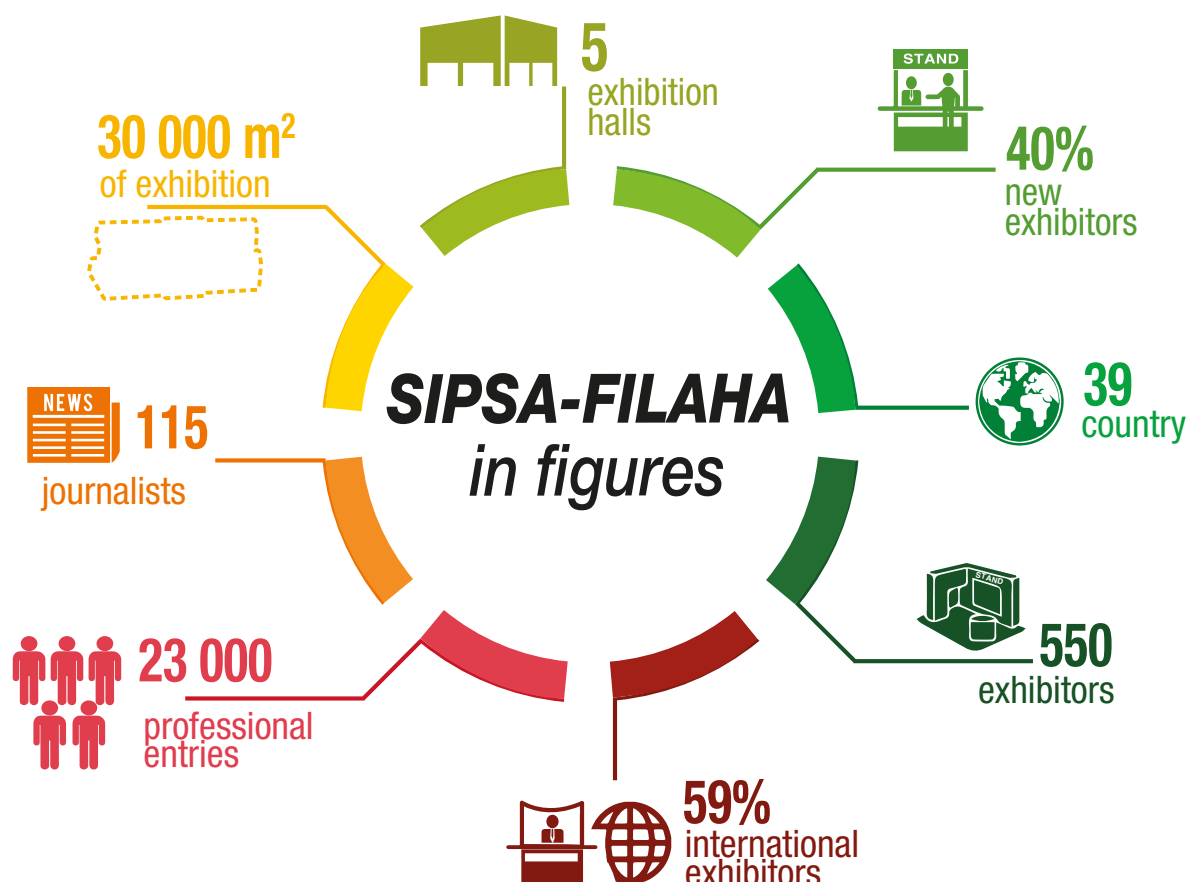 5
exhibition
halls
STAND
40%
new
exhibitors
30 000 m²
of exhibition
39
country
SIPSA-FILAHA
in figures
NEWS
115
journalists
STAND
550
exhibitors
23 000
professional
entries
59%
international
exhibitors